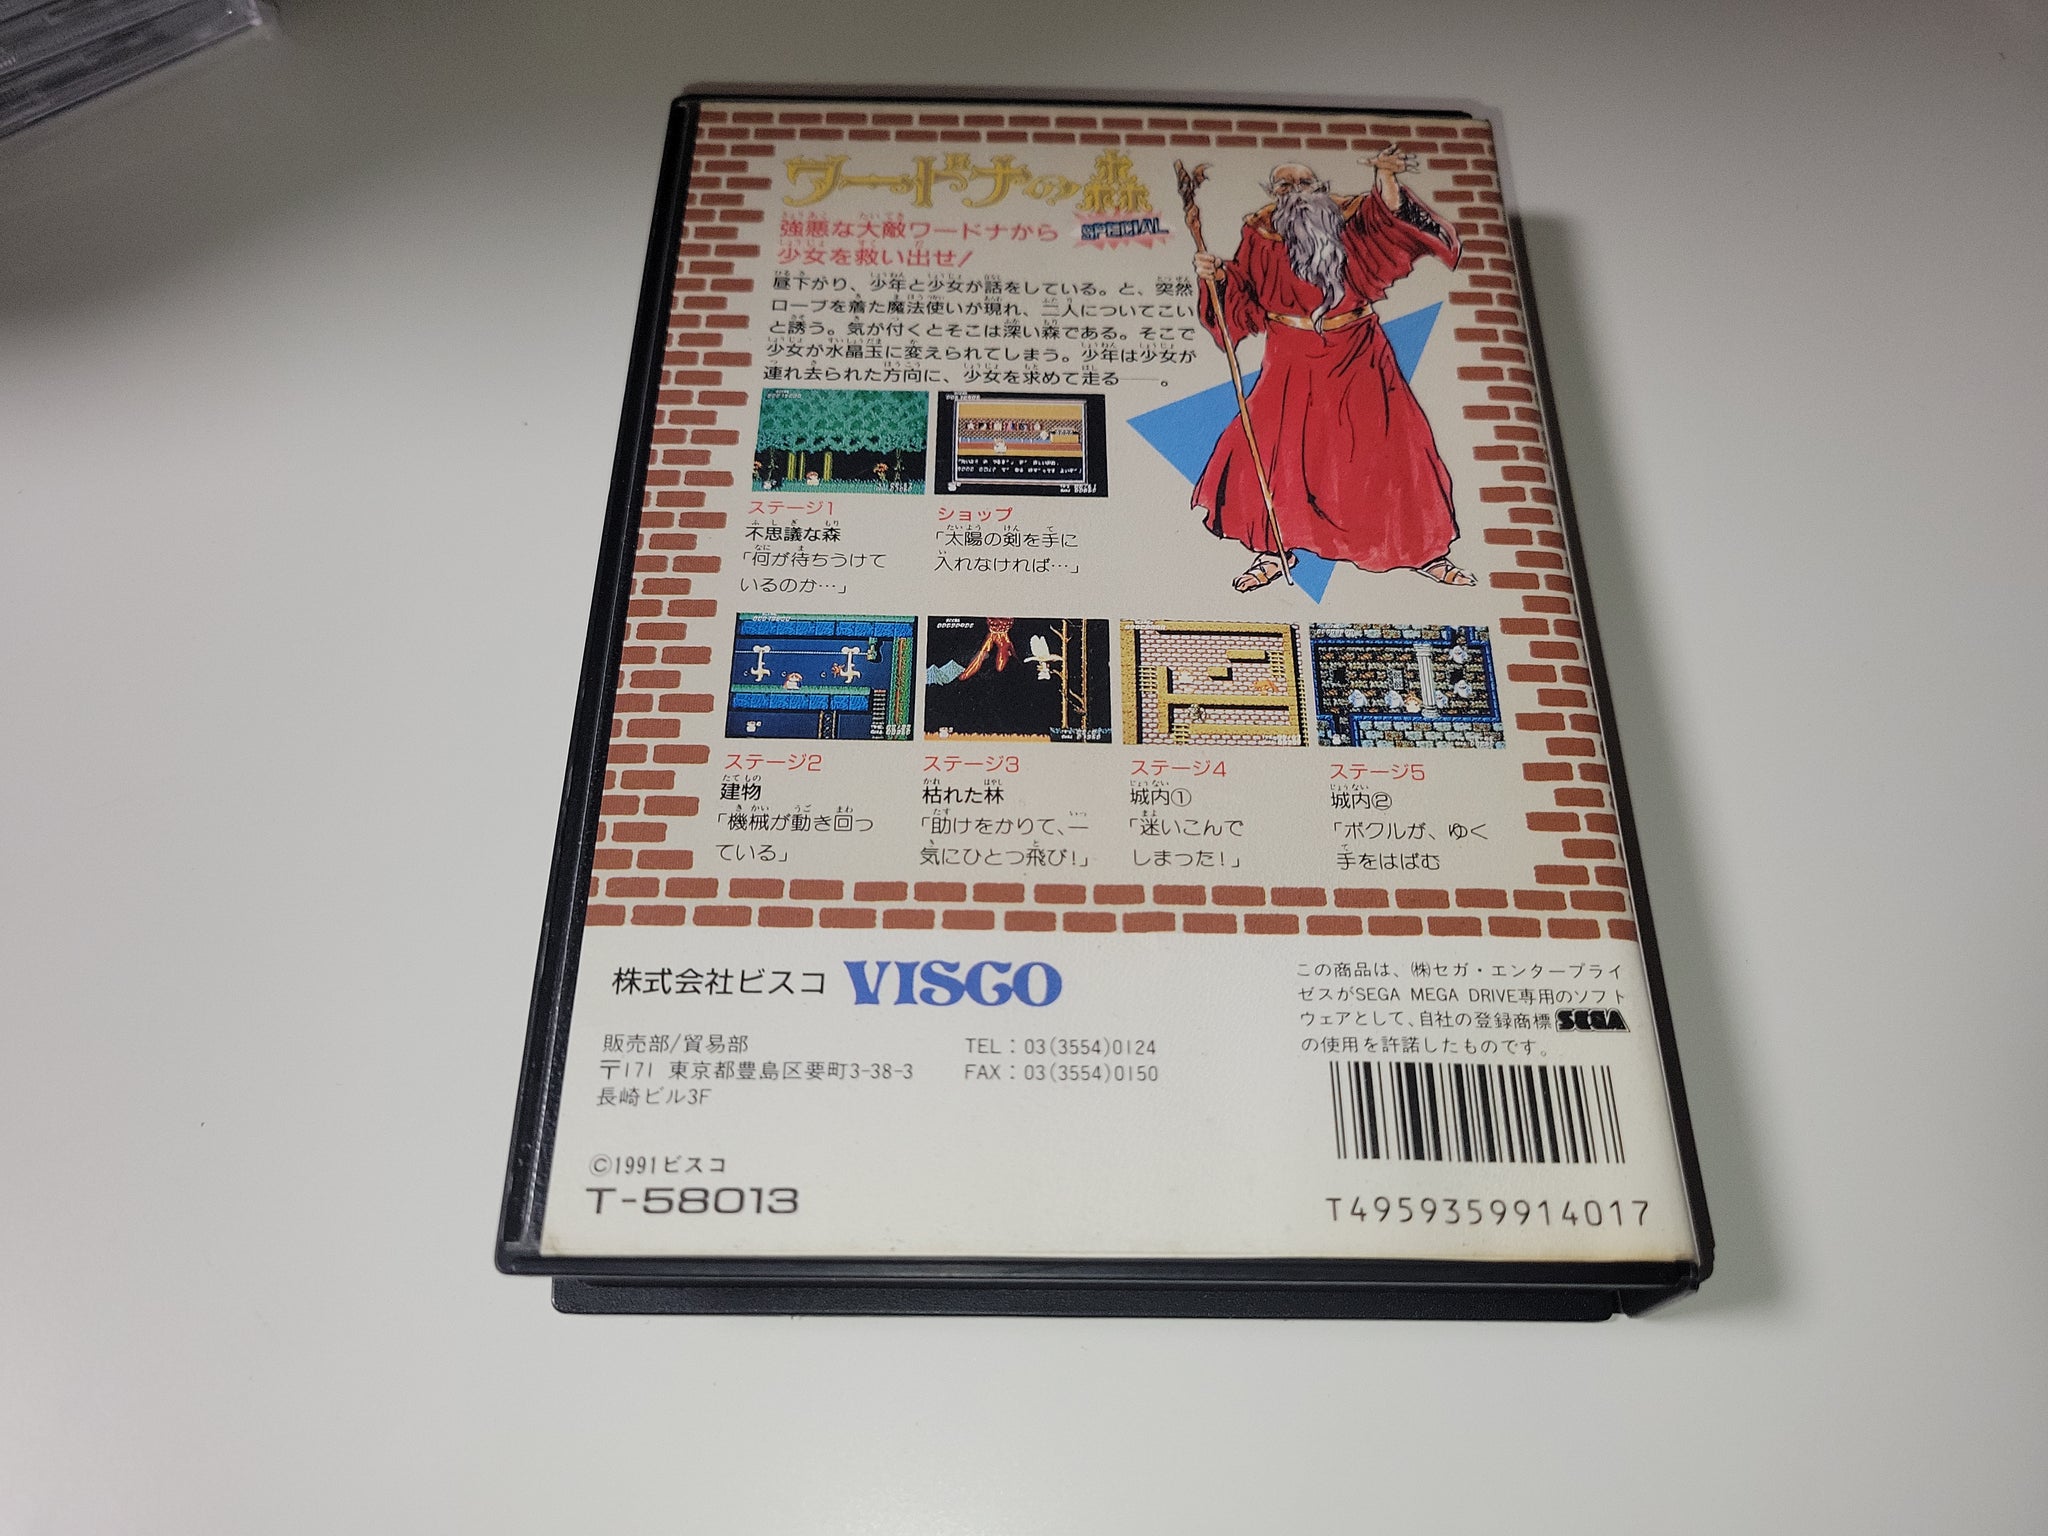 ワードナの森
SPECIAL
強悪な大敵ワードナから
少女を救い出せ!
昼下がり、少年と少女が話をしている。と、突然
ローブを着た魔法使いが現れ、二人についてこい
と誘う。気が付くとそこは深い森である。そこで
少女が水晶玉に変えられてしまう。少年は少女が
連れ去られた方向に、少女を求めて走る——。
ステージ1
不思議な森
「何が待ちうけて
いるのか…」
ショップ
「太陽の剣を手に
入れなければ…」
ステージ2
建物
「機械が動き回っ
ている」
ステージ3
枯れた林
「助けをかりて、一
気にひとつ飛び!」
ステージ4
城内①
「迷いこんで
しまった!」
ステージ5
城内②
「ボクルが、ゆく
手をはばむ
株式会社ビスコ VISCO
販売部/貿易部
〒171 東京都豊島区要町3-38-3
長崎ビル3F
TEL:03(3554)0124
FAX:03(3554)0150
©1991ビスコ
T-58013
この商品は、㈱セガ・エンタープライ
ゼスがSEGA MEGA DRIVE専用のソフト
ウェアとして、自社の登録商標SEGA
の使用を許諾したものです。
T4959359914017